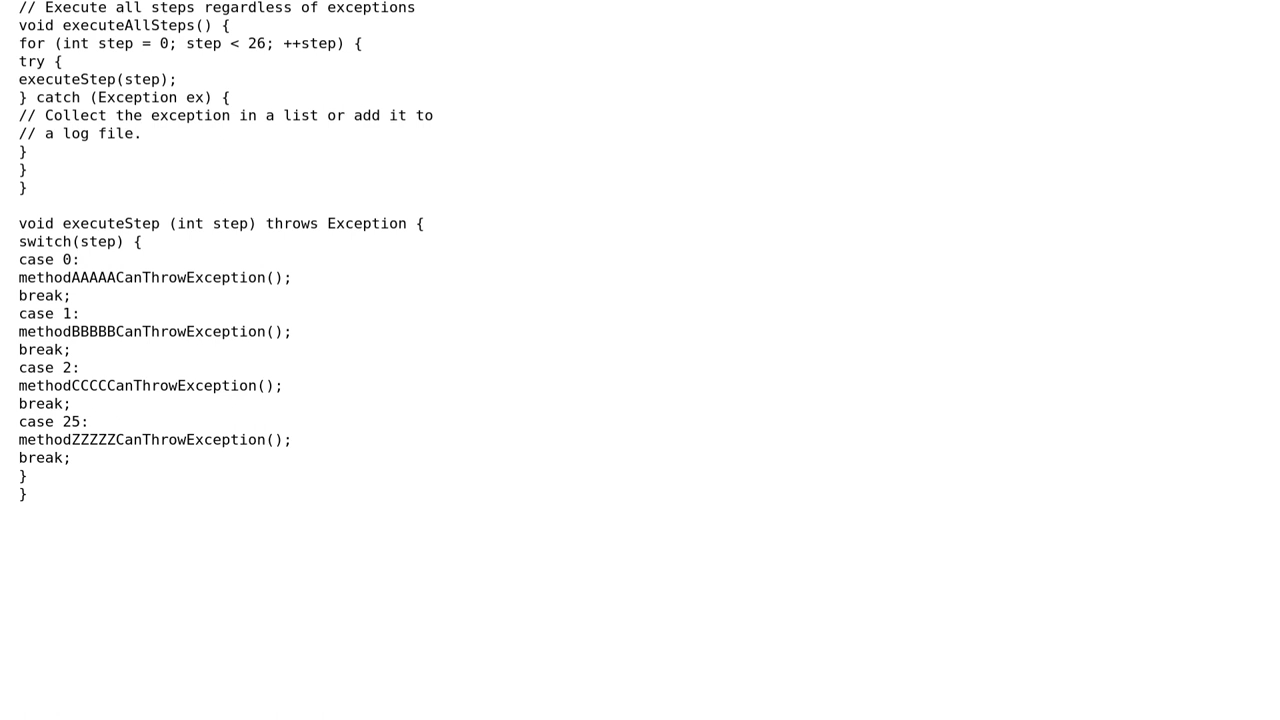 // Execute all steps regardless of exceptions
void executeAllSteps() {
for (int step = 0; step < 26; ++step) {
try {
executeStep(step);
} catch (Exception ex) {
// Collect the exception in a list or add it to
// a log file.
}
}
}

void executeStep (int step) throws Exception {
switch(step) {
case 0:
methodAAAAACanThrowException();
break;
case 1:
methodBBBBBCanThrowException();
break;
case 2:
methodCCCCCanThrowException();
break;
case 25:
methodZZZZZCanThrowException();
break;
}
}